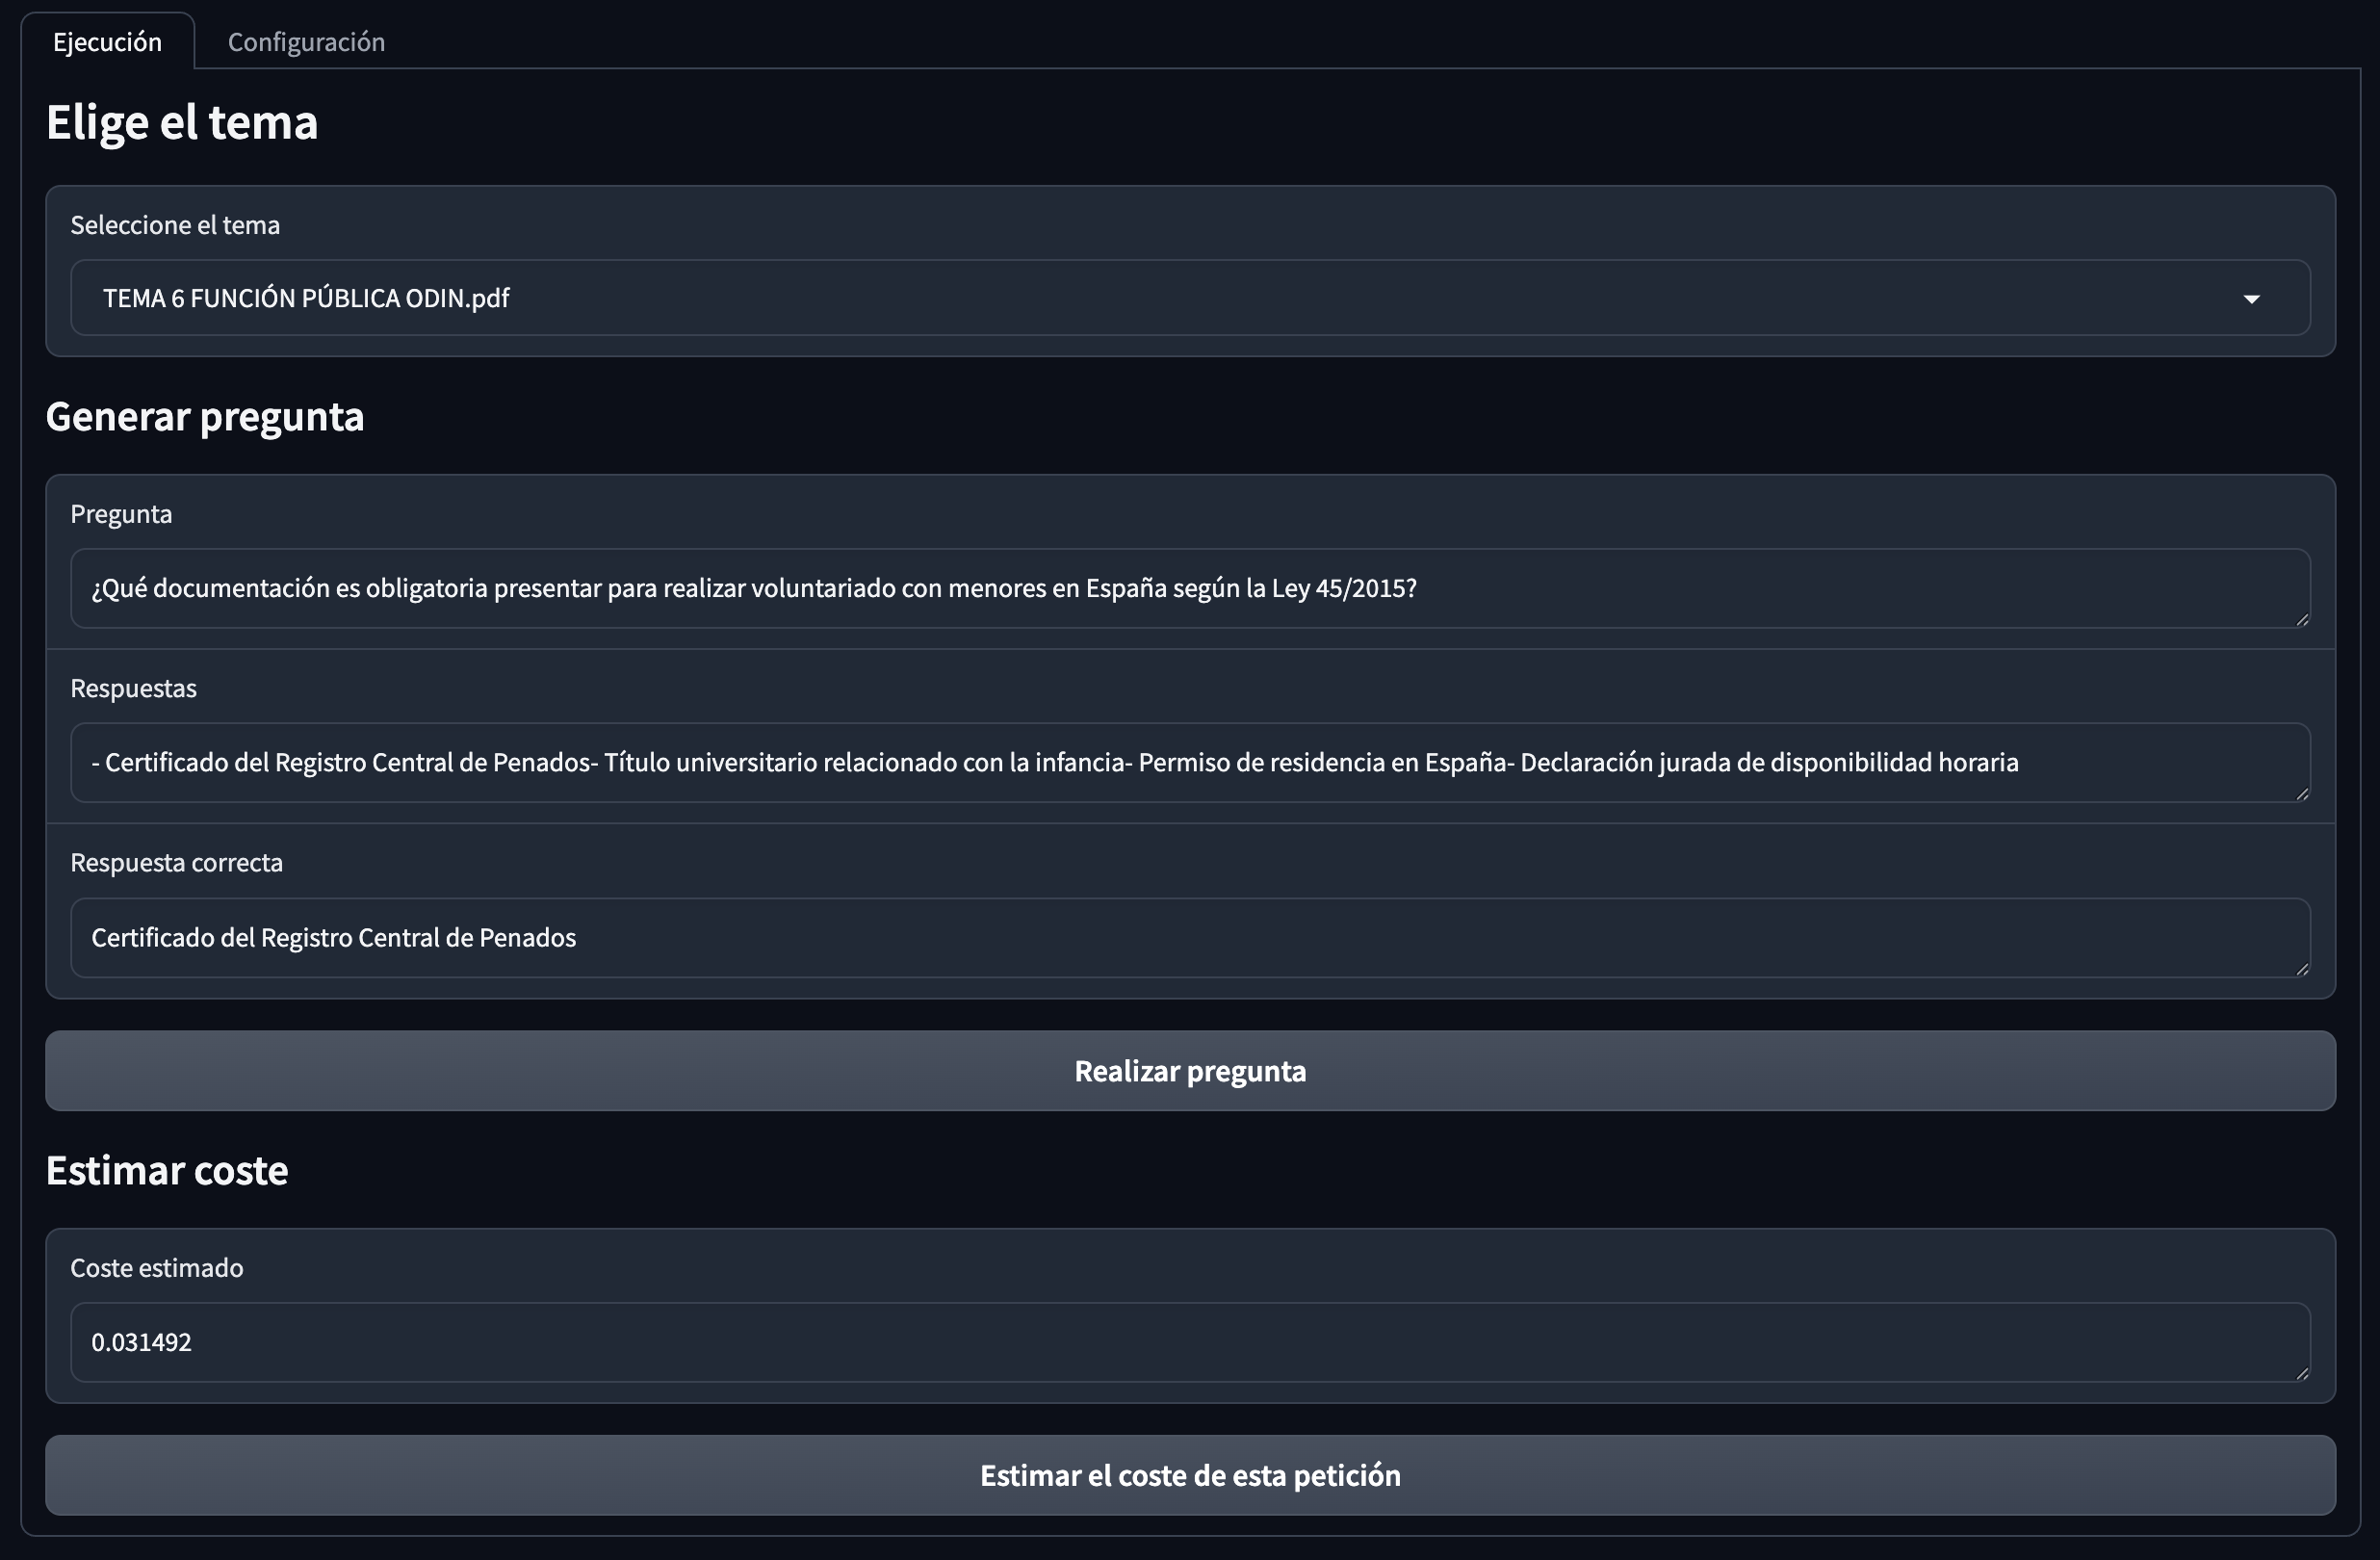 Ejecución
Configuración
Elige el tema
Seleccione el tema
TEMA 6 FUNCIÓN PÚBLICA ODIN.pdf
Generar pregunta
Pregunta
¿Qué documentación es obligatoria presentar para realizar voluntariado con menores en España según la Ley 45/2015?
Respuestas
- Certificado del Registro Central de Penados- Título universitario relacionado con la infancia- Permiso de residencia en España- Declaración jurada de disponibilidad horaria
Respuesta correcta
Certificado del Registro Central de Penados
Realizar pregunta
Estimar coste
Coste estimado
0.031492
Estimar el coste de esta petición